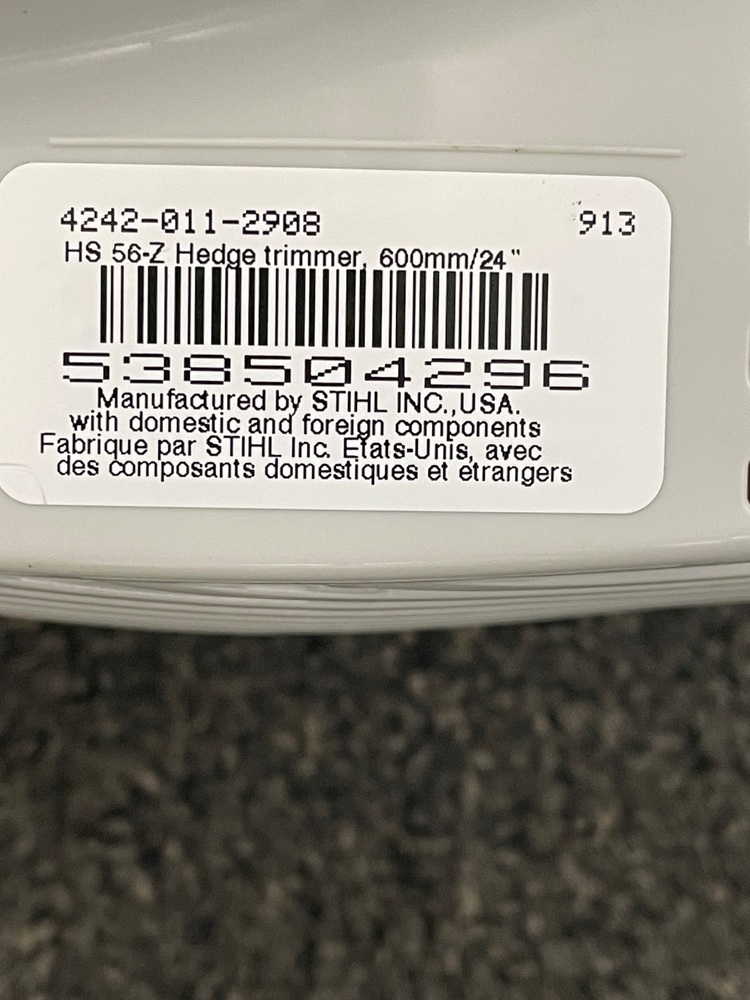 4242-011-2908 913
HS 56-Z Hedge trimmer, 600mm/24"
538504296
Manufactured by STIHL INC.,USA.
with domestic and foreign components
Fabrique par STIHL Inc. Etats-Unis, avec
des composants domestiques et etrangers